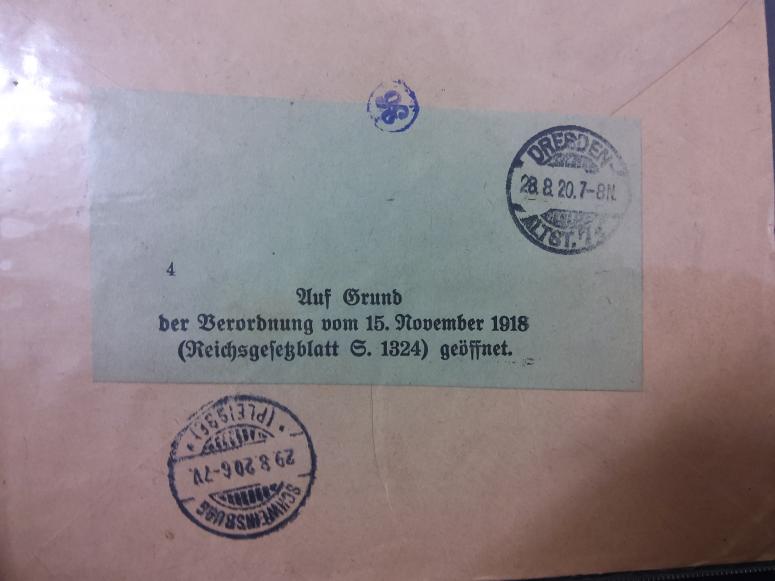 DRESDEN-
28.8.20.7-8N.
ALTST.
4
Auf Grund
der Verordnung vom 15. November 1918
(Reichsgesetzblatt S. 1324) geöffnet.
* (PLEISSE) *
29.8.20 6-7V.
SCHWEINSBURG